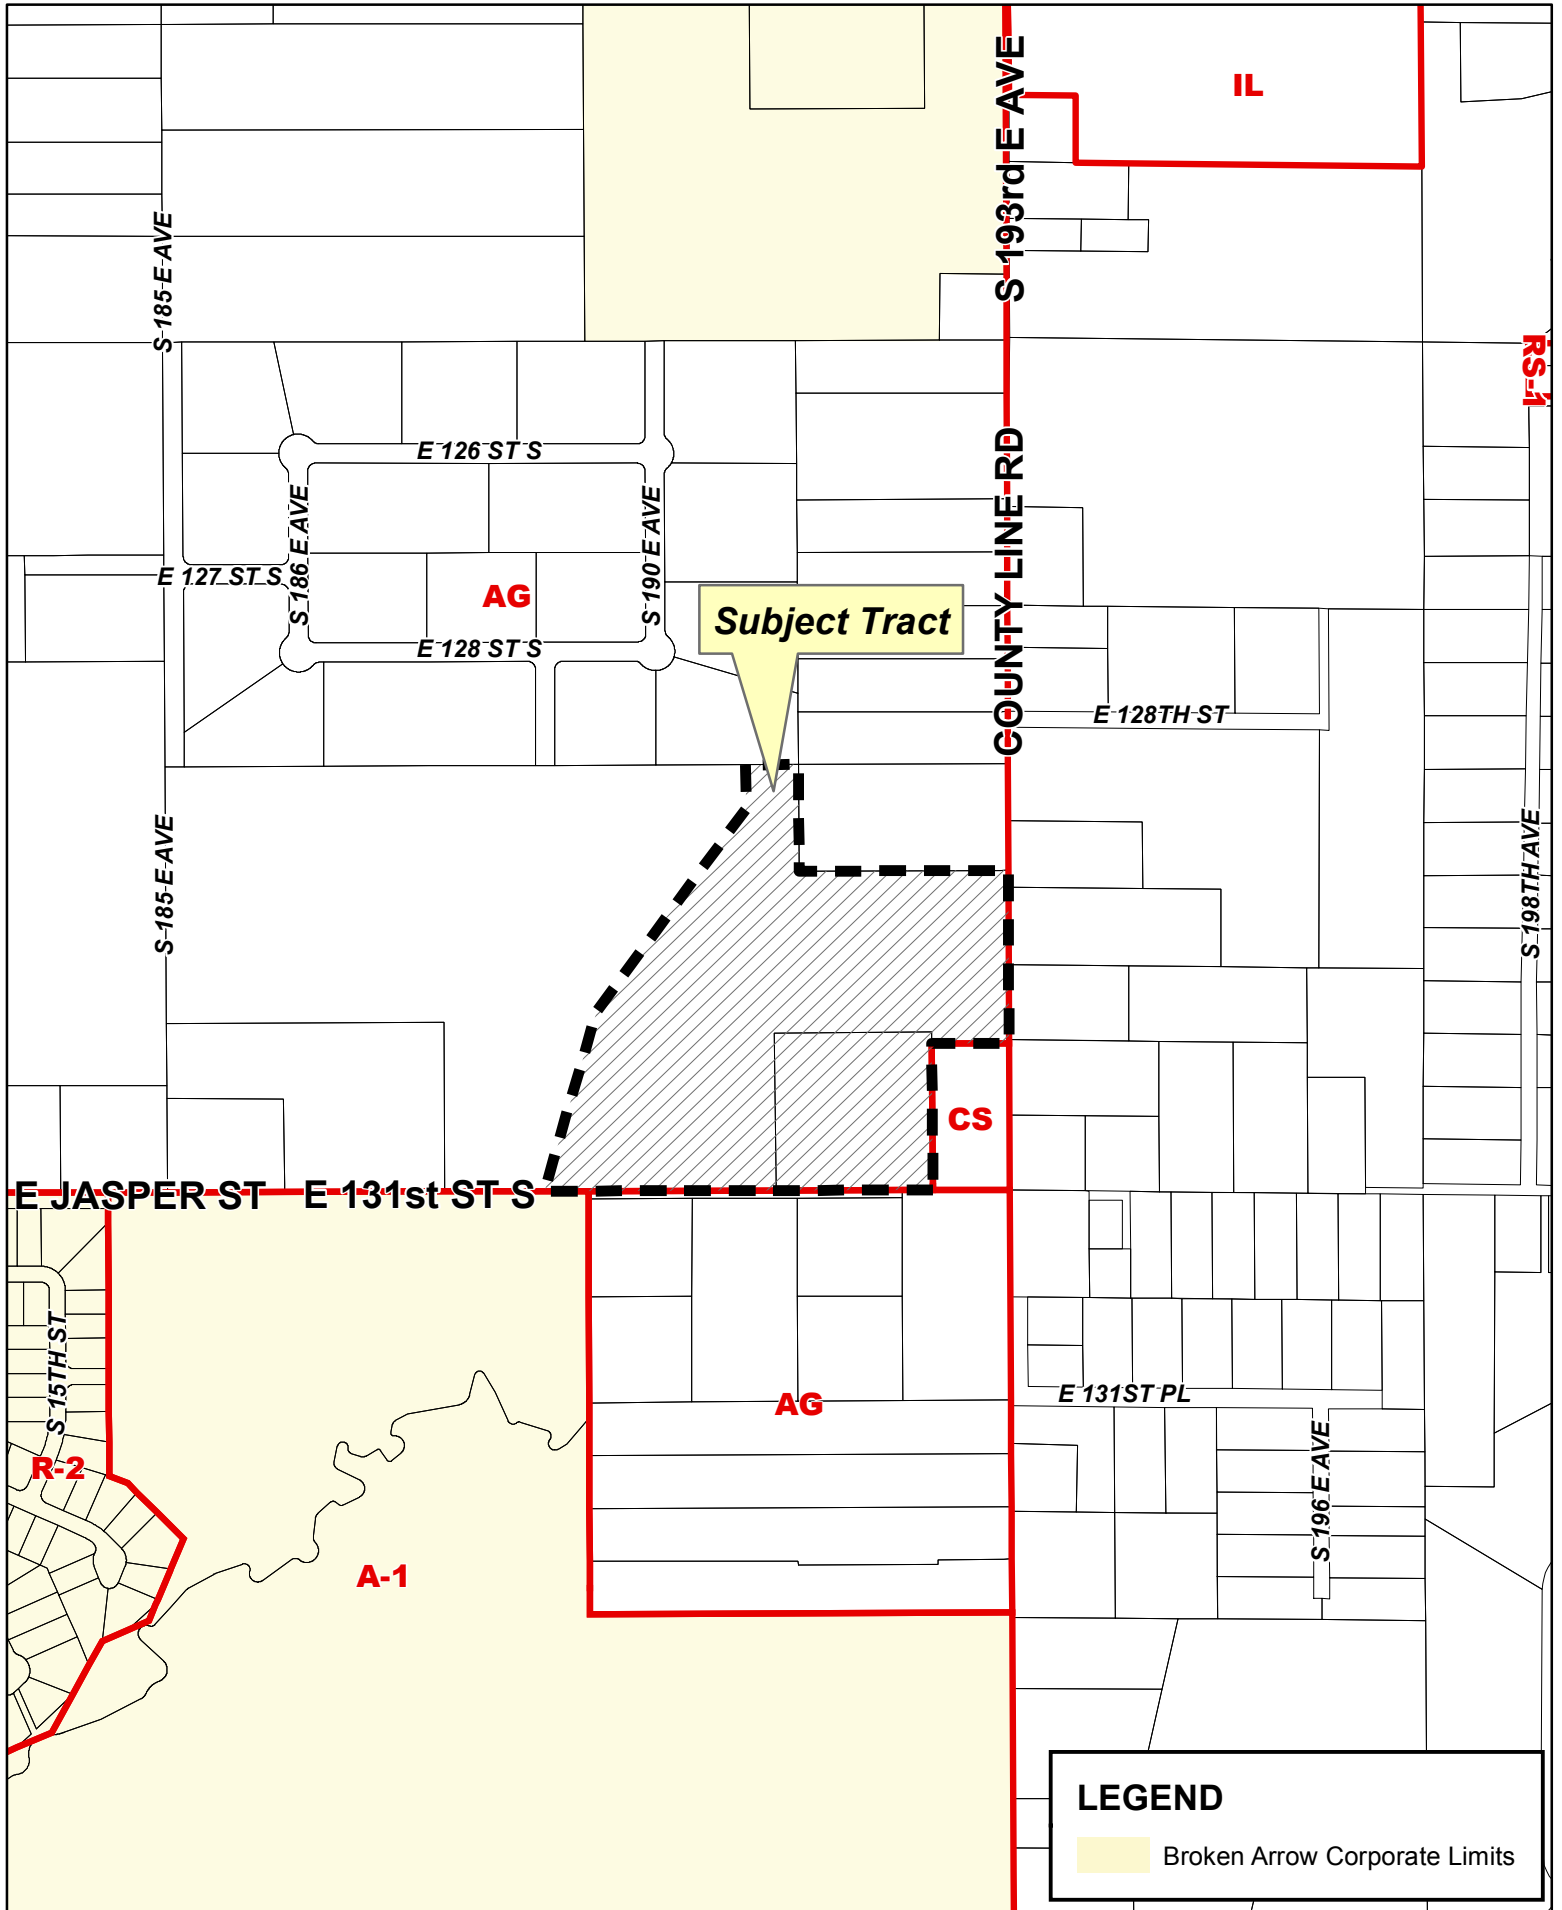 IL
S 193rd E AVE
S 185 E AVE
RS-1
E 126 ST S
COUNTY LINE RD
S 186 E AVE
S 190 E AVE
E 127 ST S
AG
Subject Tract
E 128 ST S
E 128TH ST
S 185 E AVE
S 198TH AVE
CS
E JASPER ST
E 131st ST S
S 15TH ST
E 131ST PL
AG
R-2
S 196 E AVE
A-1
LEGEND
Broken Arrow Corporate Limits